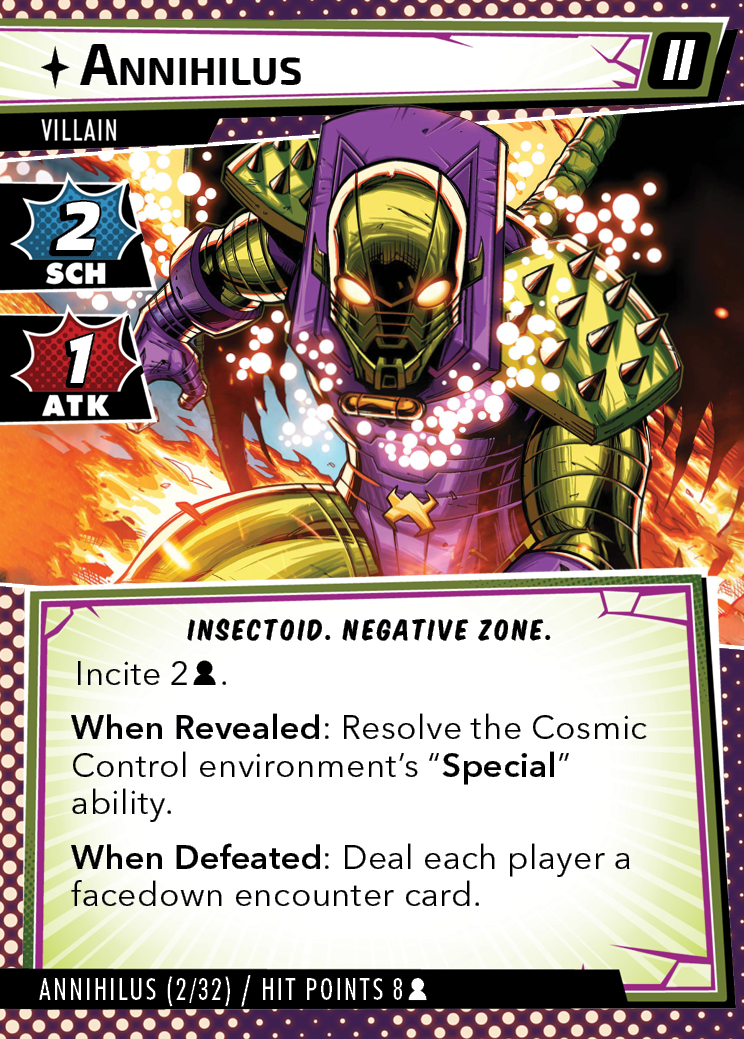 Annihilus
II
VILLAIN
2
SCH
1
ATK
INSECTOID. NEGATIVE ZONE.
Incite 2👤.
When Revealed: Resolve the Cosmic
Control environment’s “Special”
ability.
When Defeated: Deal each player a
facedown encounter card.
ANNIHILUS (2/32) / HIT POINTS 8👤